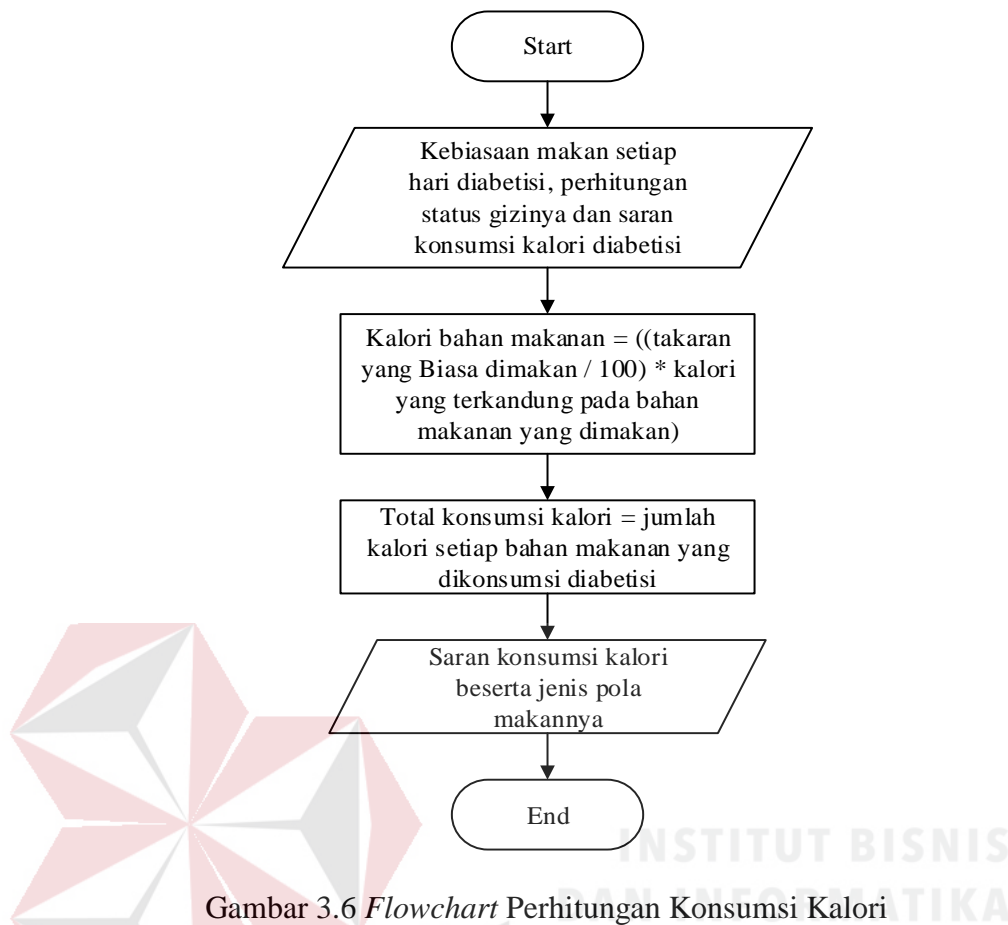 Start
Kebiasaan makan setiap
hari diabetisi, perhitungan
status gizinya dan saran
konsumsi kalori diabetisi
Kalori bahan makanan = ((takaran
yang Biasa dimakan / 100) * kalori
yang terkandung pada bahan
makanan yang dimakan)
Total konsumsi kalori = jumlah
kalori setiap bahan makanan yang
dikonsumsi diabetisi
Saran konsumsi kalori
beserta jenis pola
makannya
End
INSTITUT BISNIS
DAN INFORMATIKA
Gambar 3.6 Flowchart Perhitungan Konsumsi Kalori